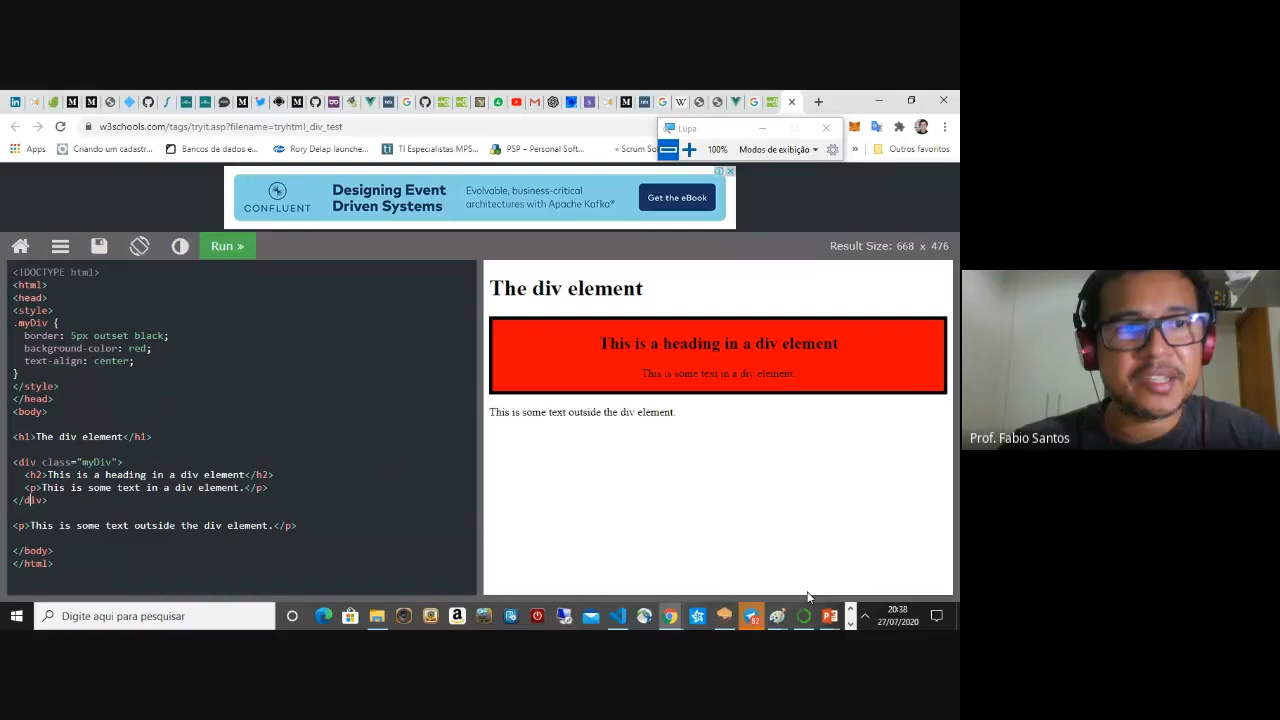 w3schools.com/tags/tryit.asp?filename=tryhtml_div_test
Lupa
Apps
Criando um cadastr...
Bancos de dados e...
Rory Delap launche...
TI Especialistas MPS...
PSP – Personal Soft...
» Scrum So
100%
Modos de exibição
»
Outros favoritos
CONFLUENT
Designing Event
Driven Systems
Evolvable, business-critical
architectures with Apache Kafka®
Get the eBook
Run »
Result Size: 668 x 476
<!DOCTYPE html>
<html>
<head>
<style>
.myDiv {
  border: 5px outset black;
  background-color: red;
  text-align: center;
}
</style>
</head>
<body>
<h1>The div element</h1>
<div class="myDiv">
  <h2>This is a heading in a div element</h2>
  <p>This is some text in a div element.</p>
</div>
<p>This is some text outside the div element.</p>
</body>
</html>
The div element
This is a heading in a div element
This is some text in a div element.
This is some text outside the div element.
Prof. Fabio Santos
Digite aqui para pesquisar
82
20:38
27/07/2020